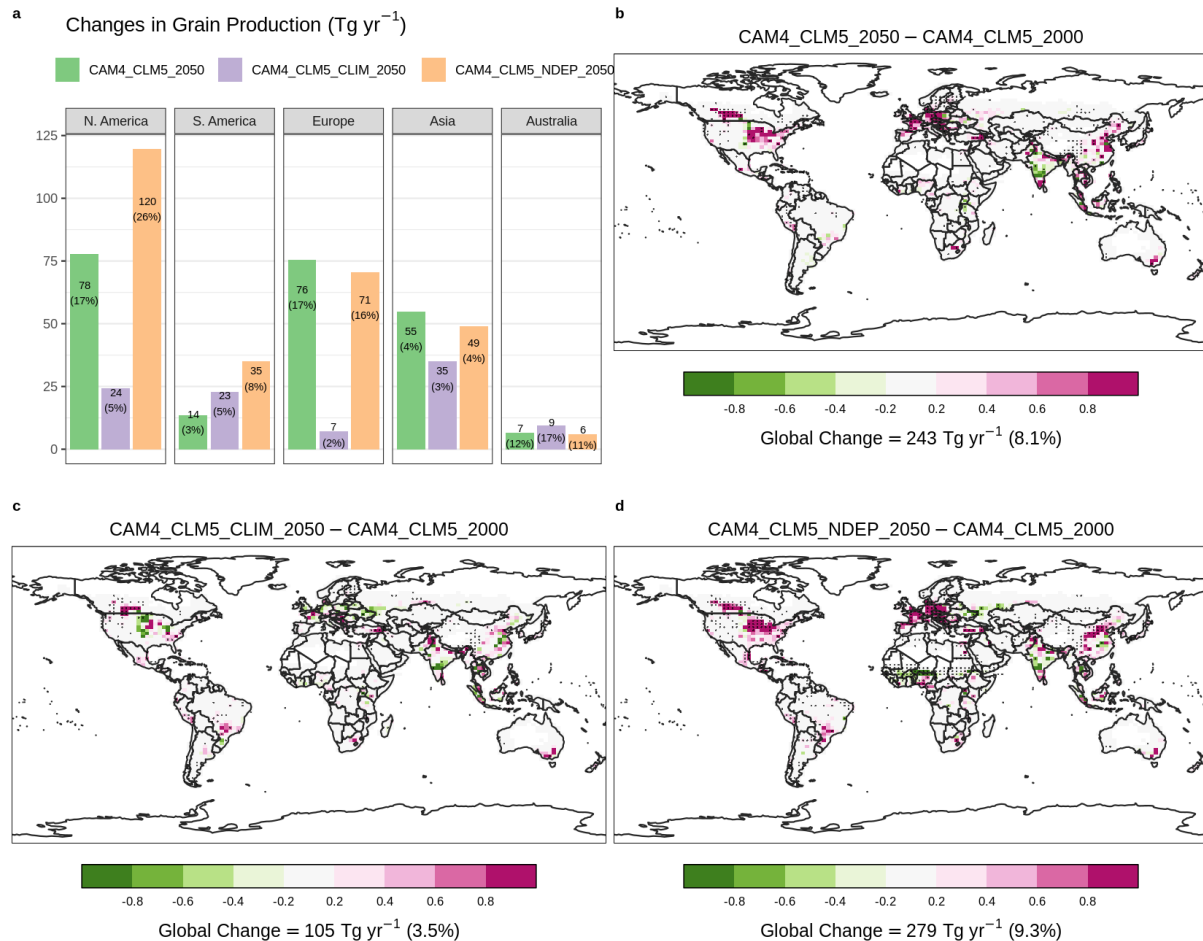 a
Changes in Grain Production (Tg yr⁻¹)
CAM4_CLM5_2050 CAM4_CLM5_CLIM_2050 CAM4_CLM5_NDEP_2050
N. America S. America Europe Asia Australia
125
100
75
50
25
0
78
(17%)
24
(5%)
120
(26%)
14
(3%)
23
(5%)
35
(8%)
76
(17%)
7
(2%)
71
(16%)
55
(4%)
35
(3%)
49
(4%)
7
(12%)
9
(17%)
6
(11%)
b
CAM4_CLM5_2050 − CAM4_CLM5_2000
-0.8 -0.6 -0.4 -0.2 0.2 0.4 0.6 0.8
Global Change = 243 Tg yr⁻¹ (8.1%)
c
CAM4_CLM5_CLIM_2050 − CAM4_CLM5_2000
-0.8 -0.6 -0.4 -0.2 0.2 0.4 0.6 0.8
Global Change = 105 Tg yr⁻¹ (3.5%)
d
CAM4_CLM5_NDEP_2050 − CAM4_CLM5_2000
-0.8 -0.6 -0.4 -0.2 0.2 0.4 0.6 0.8
Global Change = 279 Tg yr⁻¹ (9.3%)